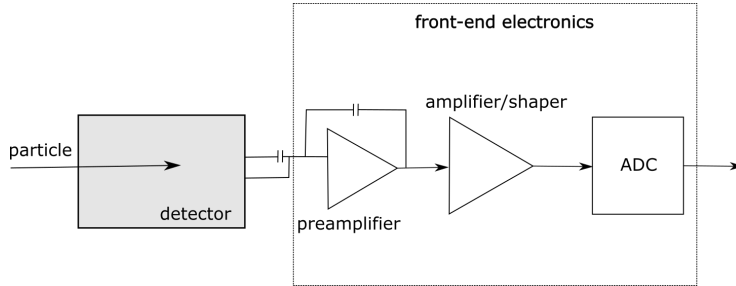 front-end electronics
amplifier/shaper
particle
ADC
detector
preamplifier